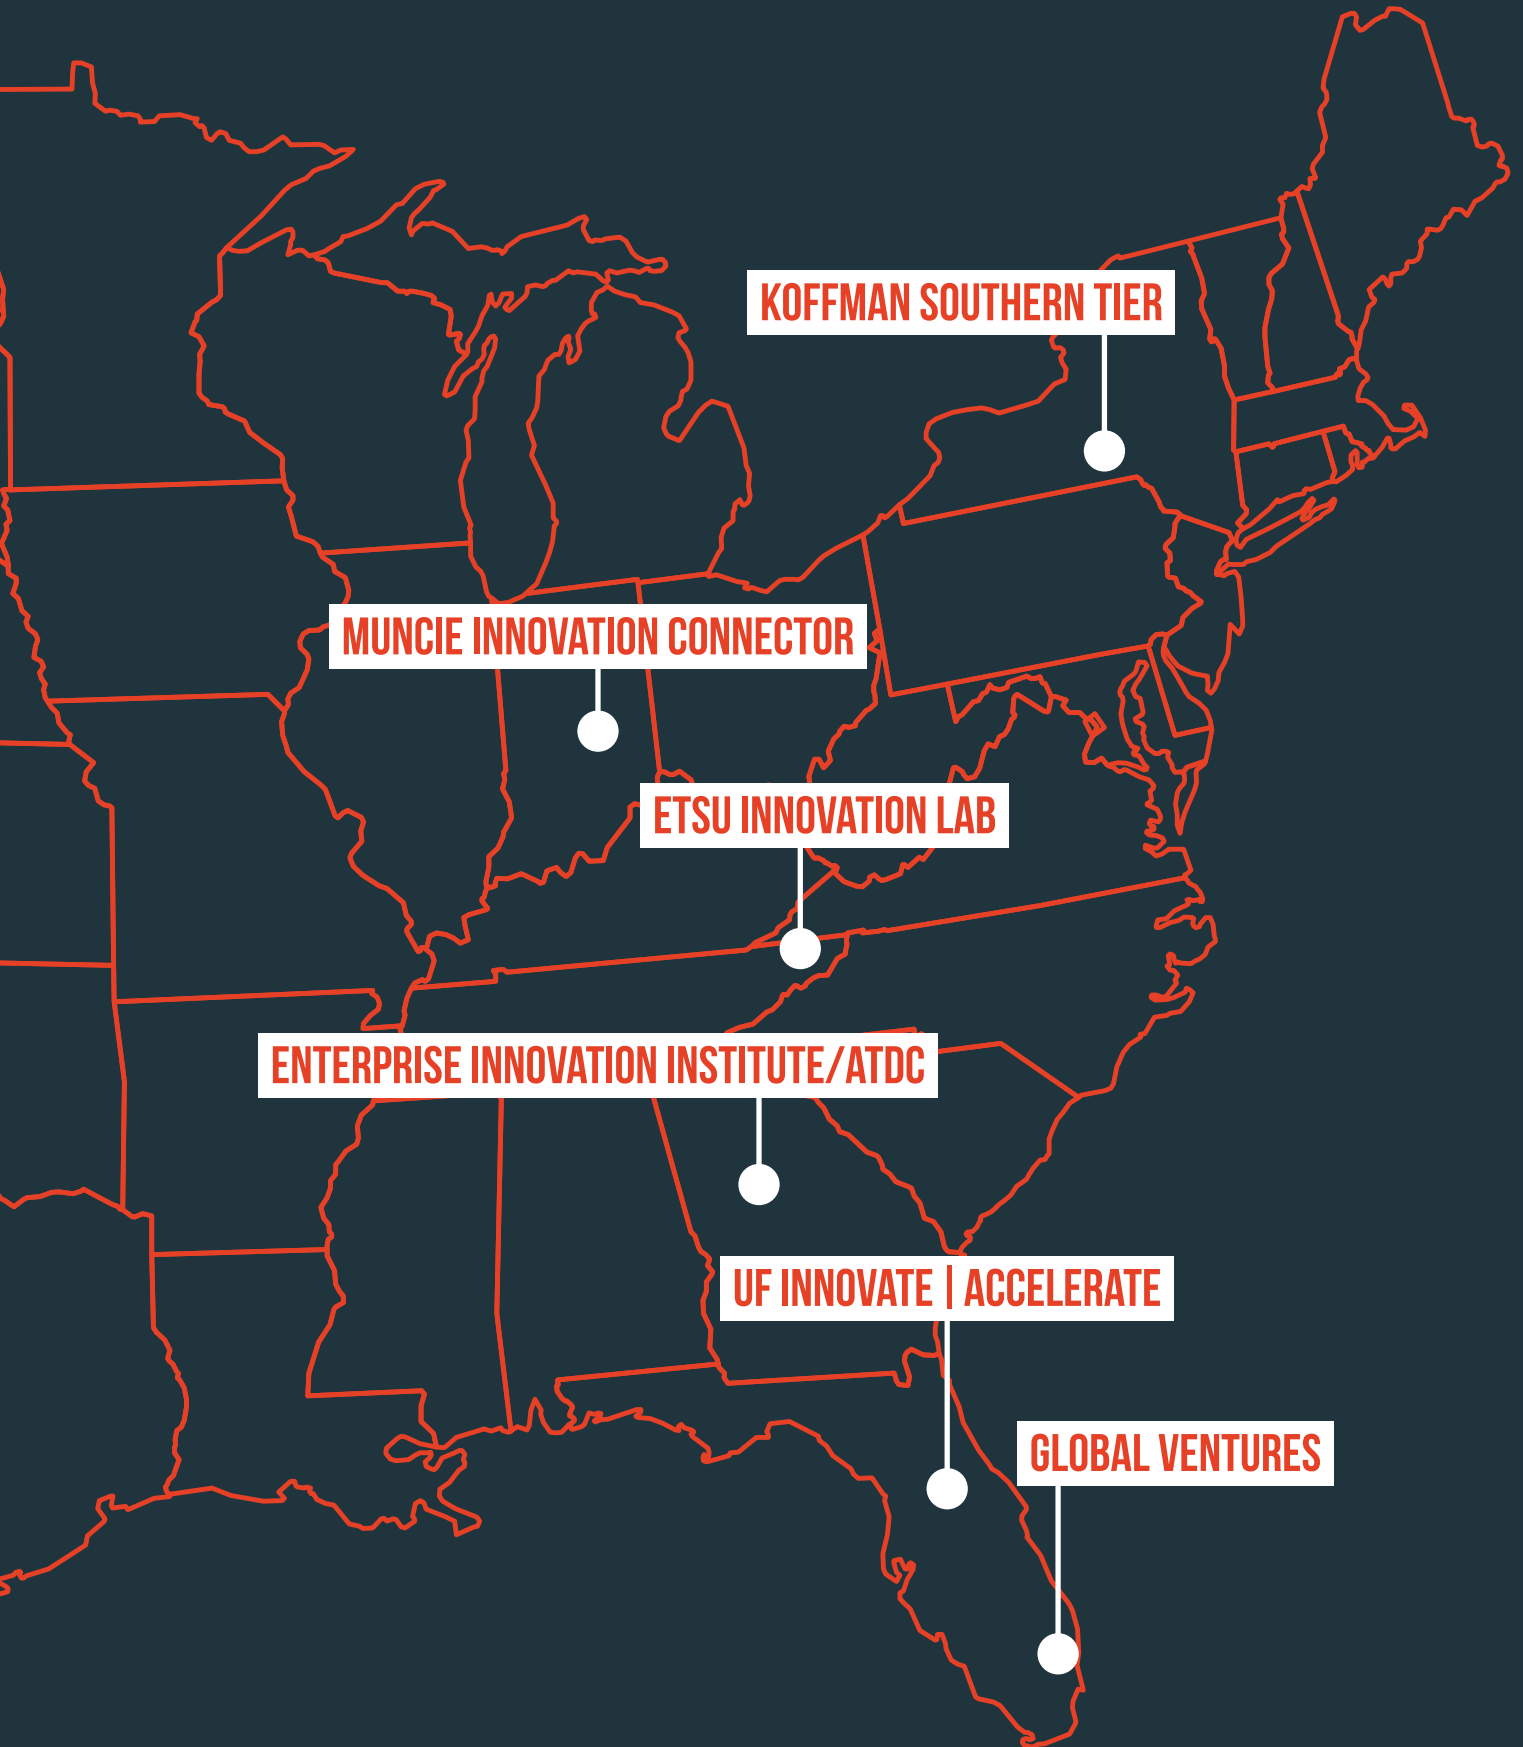 KOFFMAN SOUTHERN TIER
MUNCIE INNOVATION CONNECTOR
ETSU INNOVATION LAB
ENTERPRISE INNOVATION INSTITUTE/ATDC
UF INNOVATE | ACCELERATE
GLOBAL VENTURES